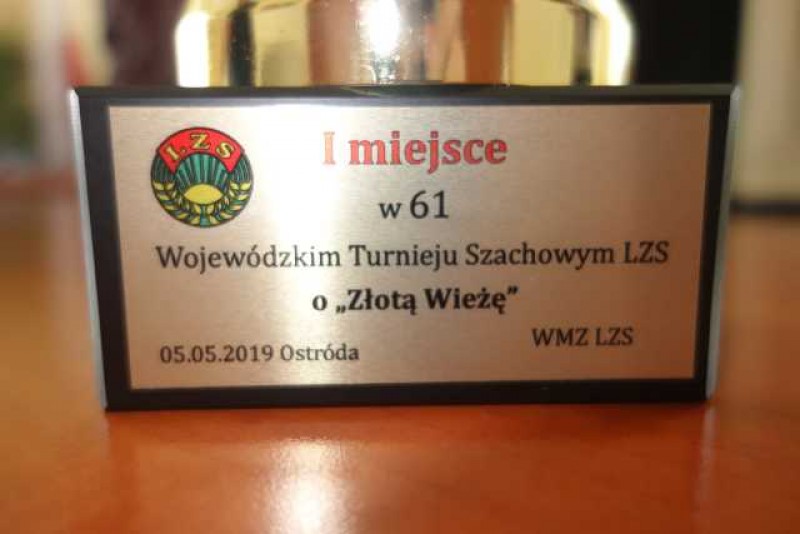 LZS
I miejsce
w 61
Wojewódzkim Turnieju Szachowym LZS
o „Złotą Wieżę”
WMZ LZS
05.05.2019 Ostróda